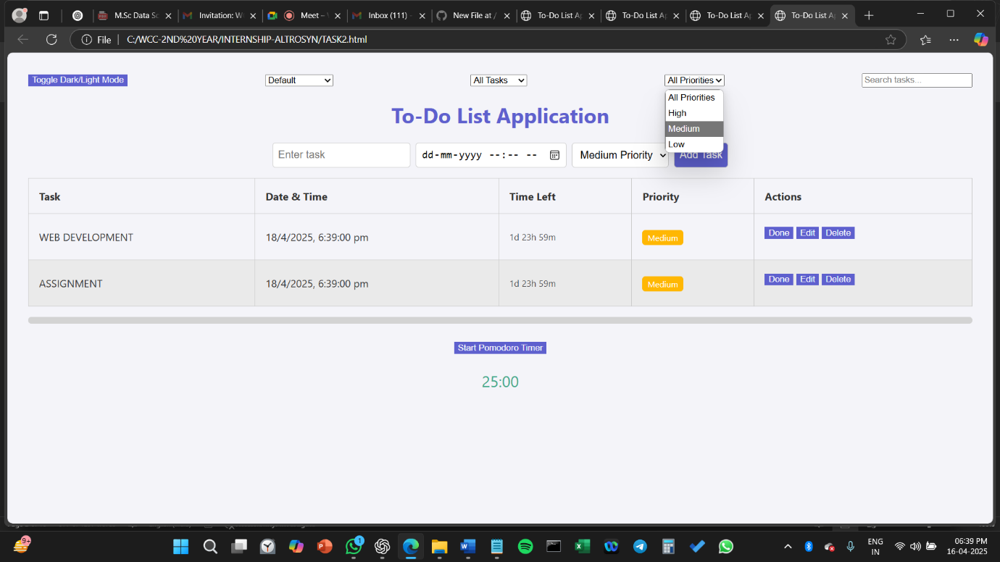 M.Sc Data Sc
Invitation: W
Meet –
Inbox (111) -
New File at /
To-Do List Ap
To-Do List Ap
To-Do List Ap
To-Do List Ap
File
C:/WCC-2ND%20YEAR/INTERNSHIP-ALTROSYN/TASK2.html
Toggle Dark/Light Mode
Default
All Tasks
All Priorities
Search tasks...
All Priorities
High
Medium
Low
To-Do List Application
Enter task
dd-mm-yyyy --:-- --
Medium Priority
Add Task
Task Date & Time Time Left Priority Actions
WEB DEVELOPMENT 18/4/2025, 6:39:00 pm 1d 23h 59m Medium Done Edit Delete
ASSIGNMENT 18/4/2025, 6:39:00 pm 1d 23h 59m Medium Done Edit Delete
Start Pomodoro Timer
25:00
9+
1
ENG
IN
06:39 PM
16-04-2025